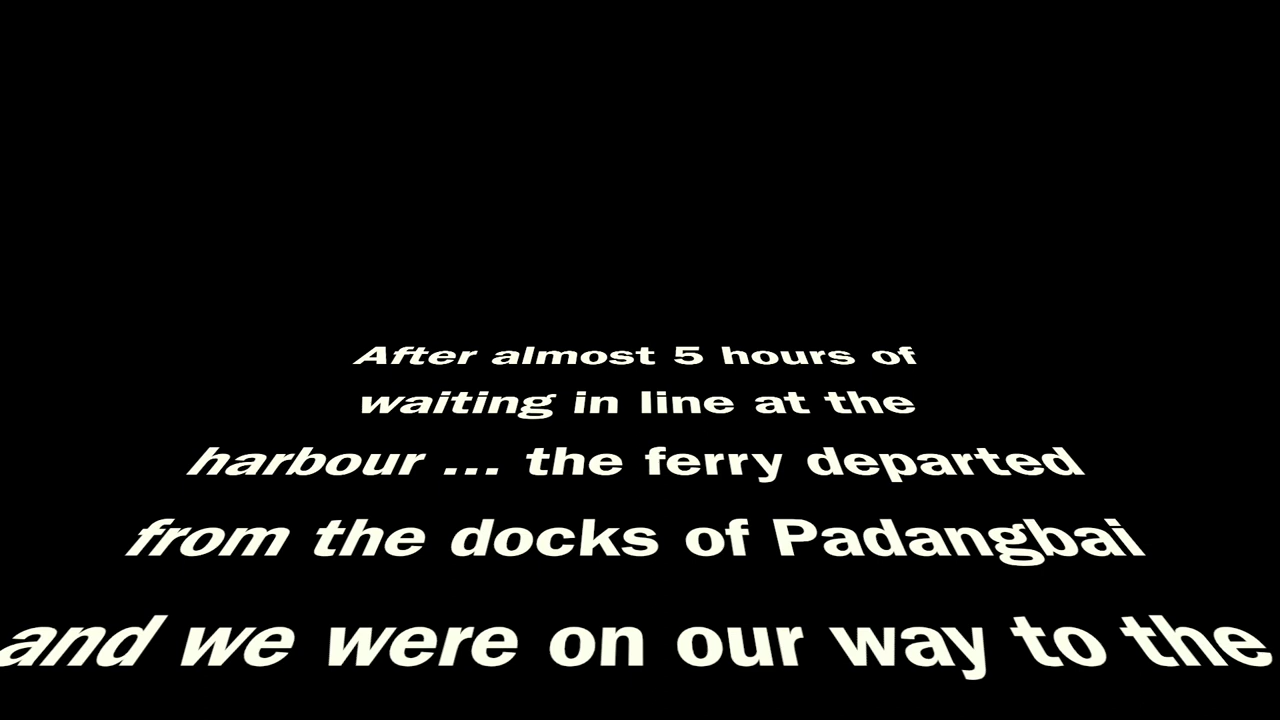 After almost 5 hours of
waiting in line at the
harbour ... the ferry departed
from the docks of Padangbai
and we were on our way to the